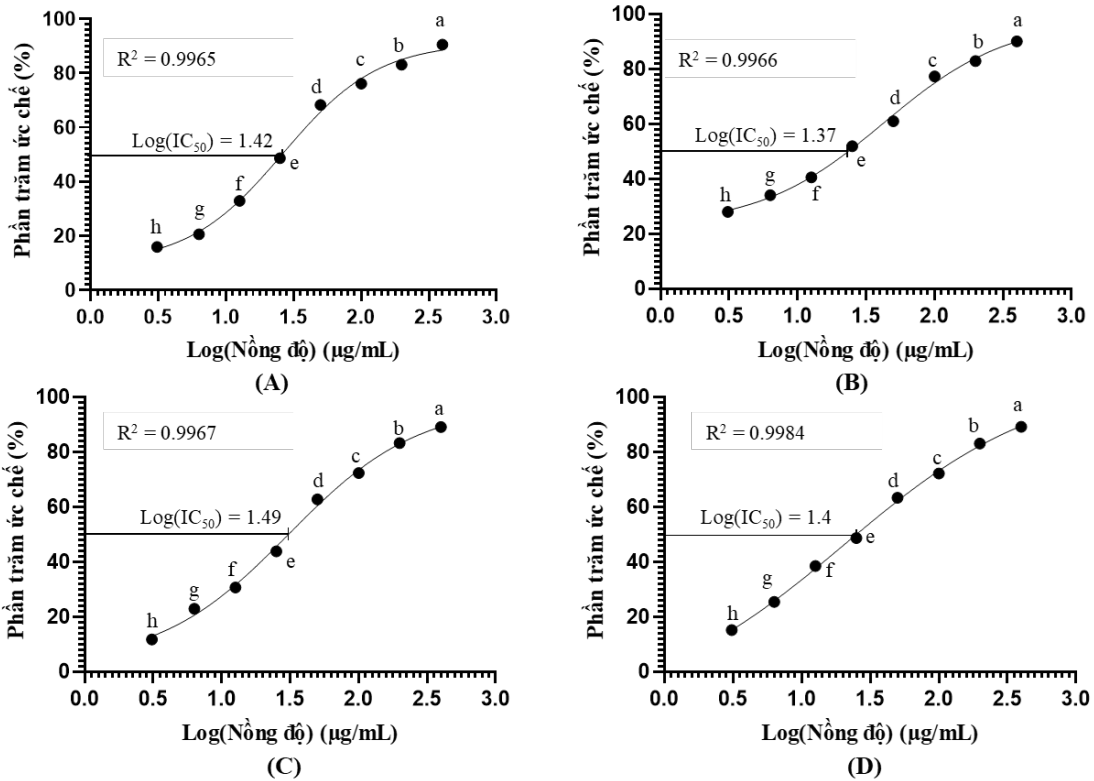 Phần trăm ức chế (%)
100
80
60
40
20
0
R² = 0.9965
Log(IC₅₀) = 1.42
a
b
c
d
e
f
g
h
0.0 0.5 1.0 1.5 2.0 2.5 3.0
Log(Nồng độ) (µg/mL)
(A)
Phần trăm ức chế (%)
100
80
60
40
20
0
R² = 0.9966
Log(IC₅₀) = 1.37
a
b
c
d
e
f
g
h
0.0 0.5 1.0 1.5 2.0 2.5 3.0
Log(Nồng độ) (µg/mL)
(B)
Phần trăm ức chế (%)
100
80
60
40
20
0
R² = 0.9967
Log(IC₅₀) = 1.49
a
b
c
d
e
f
g
h
0.0 0.5 1.0 1.5 2.0 2.5 3.0
Log(Nồng độ) (µg/mL)
(C)
Phần trăm ức chế (%)
100
80
60
40
20
0
R² = 0.9984
Log(IC₅₀) = 1.4
a
b
c
d
e
f
g
h
0.0 0.5 1.0 1.5 2.0 2.5 3.0
Log(Nồng độ) (µg/mL)
(D)